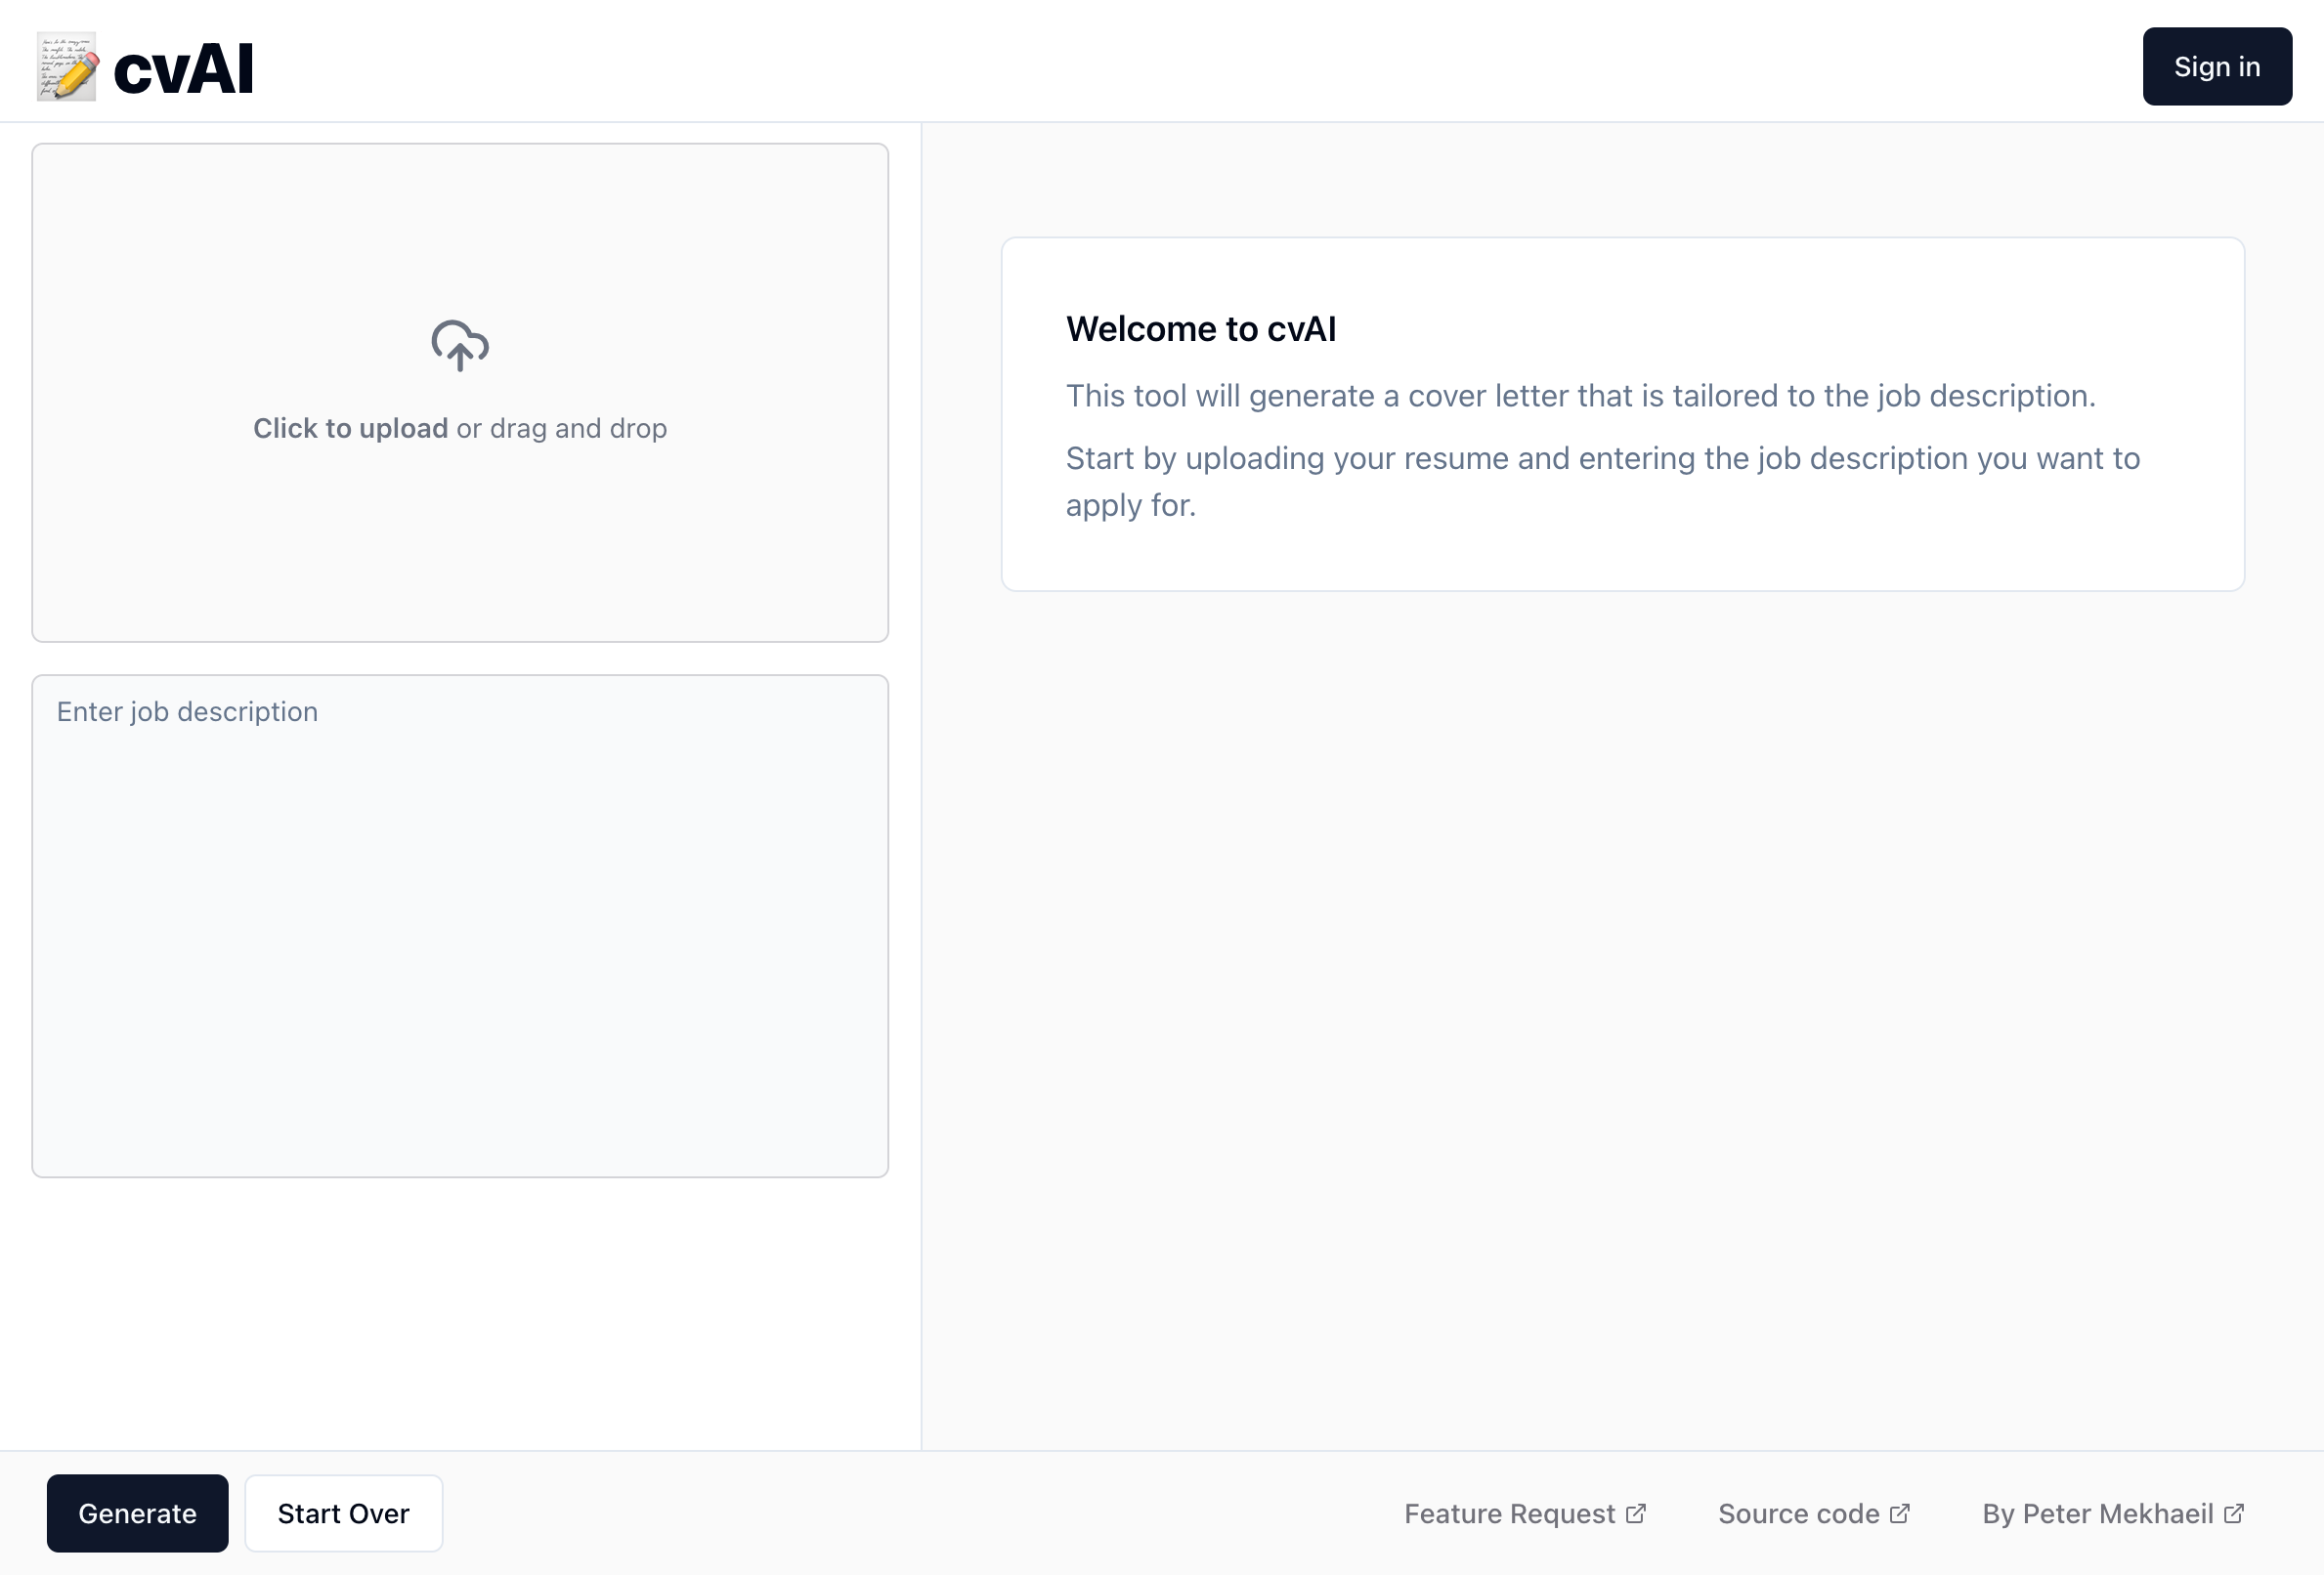 cvAI
Sign in
Click to upload or drag and drop
Enter job description
Welcome to cvAI
This tool will generate a cover letter that is tailored to the job description.
Start by uploading your resume and entering the job description you want to
apply for.
Generate
Start Over
Feature Request
Source code
By Peter Mekhaeil